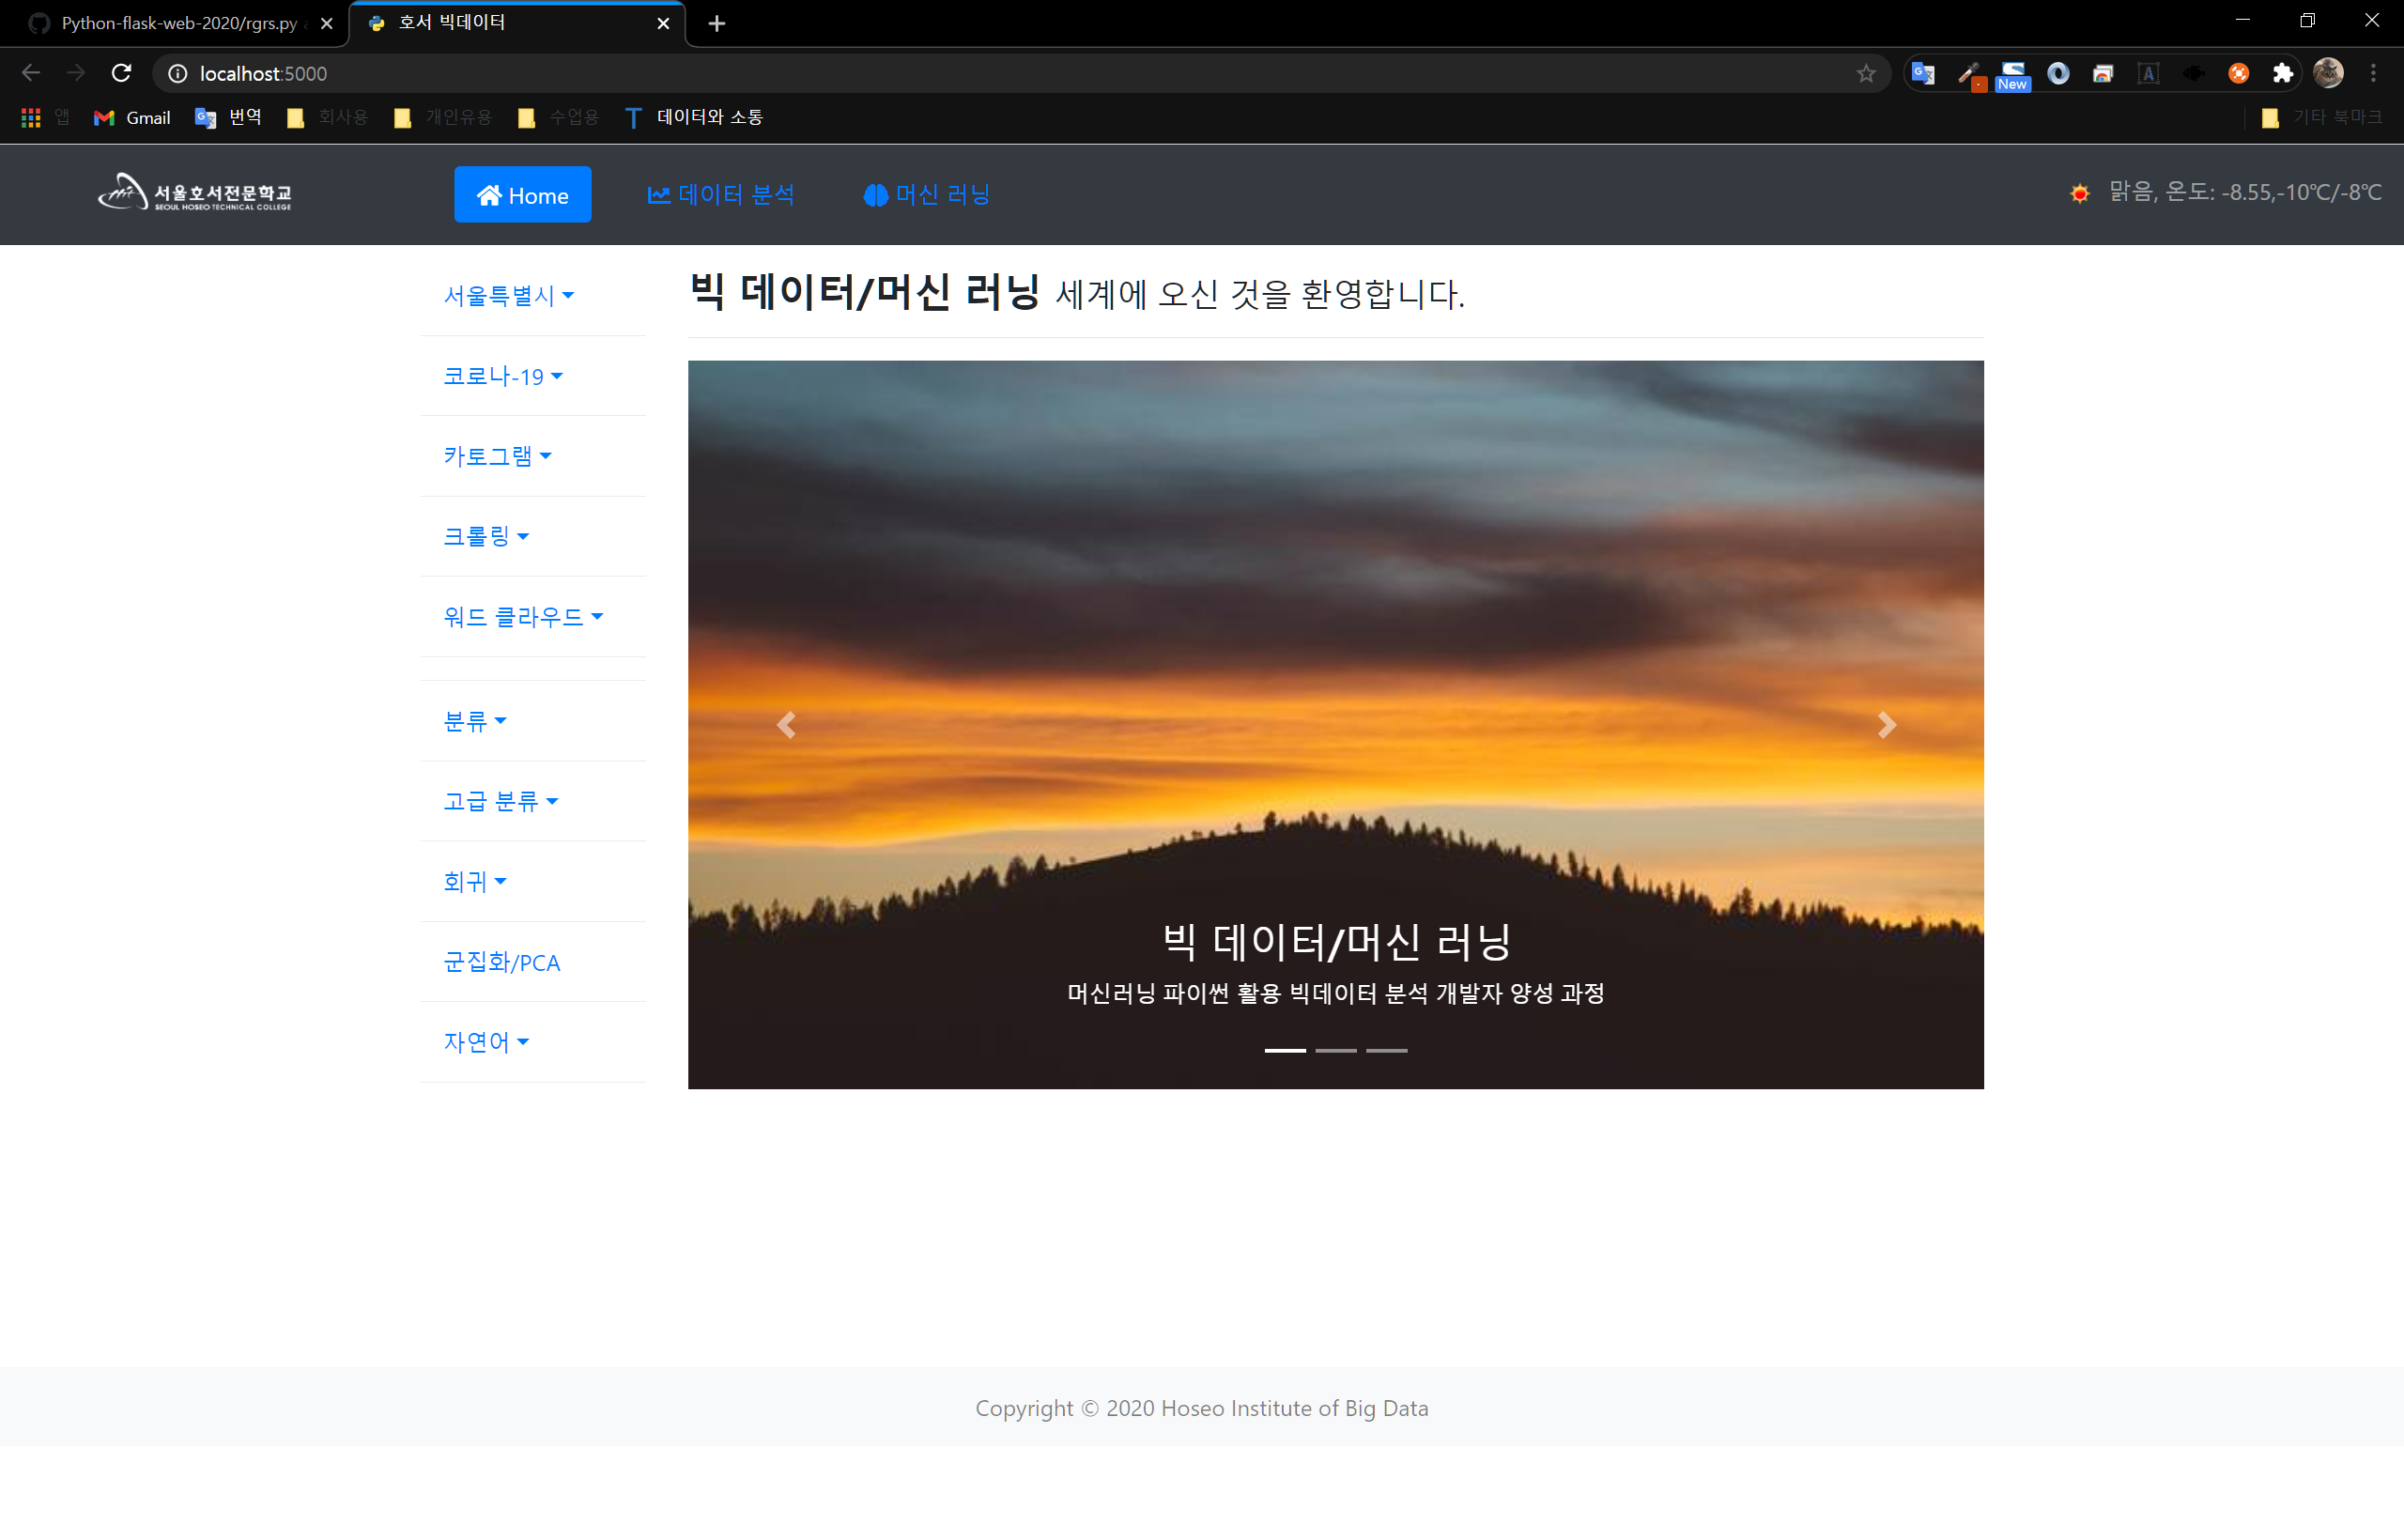 Python-flask-web-2020/rgrs.py
호서 빅데이터
localhost:5000
New
앱
Gmail
번역
회사용
개인유용
수업용
데이터와 소통
기타 북마크
서울호서전문학교
SEOUL HOSEO TECHNICAL COLLEGE
Home
데이터 분석
머신 러닝
맑음, 온도: -8.55,-10℃/-8℃
서울특별시
코로나-19
카토그램
크롤링
워드 클라우드
분류
고급 분류
회귀
군집화/PCA
자연어
빅 데이터/머신 러닝 세계에 오신 것을 환영합니다.
빅 데이터/머신 러닝
머신러닝 파이썬 활용 빅데이터 분석 개발자 양성 과정
Copyright © 2020 Hoseo Institute of Big Data